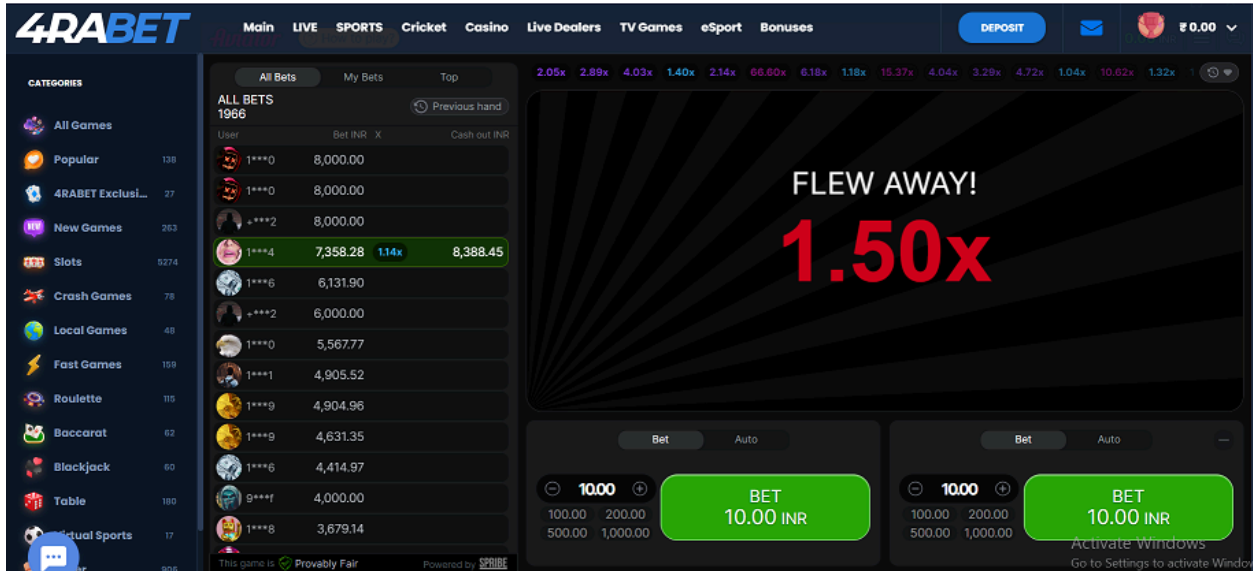 4RABET
Main LIVE SPORTS Cricket Casino Live Dealers TV Games eSport Bonuses
DEPOSIT
₹ 0.00
CATEGORIES
All Games
Popular 138
4RABET Exclusi... 27
New Games 263
Slots 5274
Crash Games 78
Local Games 48
Fast Games 159
Roulette 115
Baccarat 62
Blackjack 60
Table 180
Virtual Sports 17
905
All Bets My Bets Top
ALL BETS
1966
Previous hand
User Bet INR X Cash out INR
1***0 8,000.00
1***0 8,000.00
+***2 8,000.00
1***4 7,358.28 1.14x 8,388.45
1***6 6,131.90
+***2 6,000.00
1***0 5,567.77
1***1 4,905.52
1***9 4,904.96
1***9 4,631.35
1***6 4,414.97
9***f 4,000.00
1***8 3,679.14
This game is Provably Fair Powered by SPRIBE
2.05x 2.89x 4.03x 1.40x 2.14x 66.60x 6.18x 1.18x 15.37x 4.04x 3.29x 4.72x 1.04x 10.62x 1.32x
FLEW AWAY!
1.50x
Bet Auto
10.00
100.00 200.00
500.00 1,000.00
BET
10.00 INR
Bet Auto
10.00
100.00 200.00
500.00 1,000.00
BET
10.00 INR
Activate Windows
Go to Settings to activate Windo